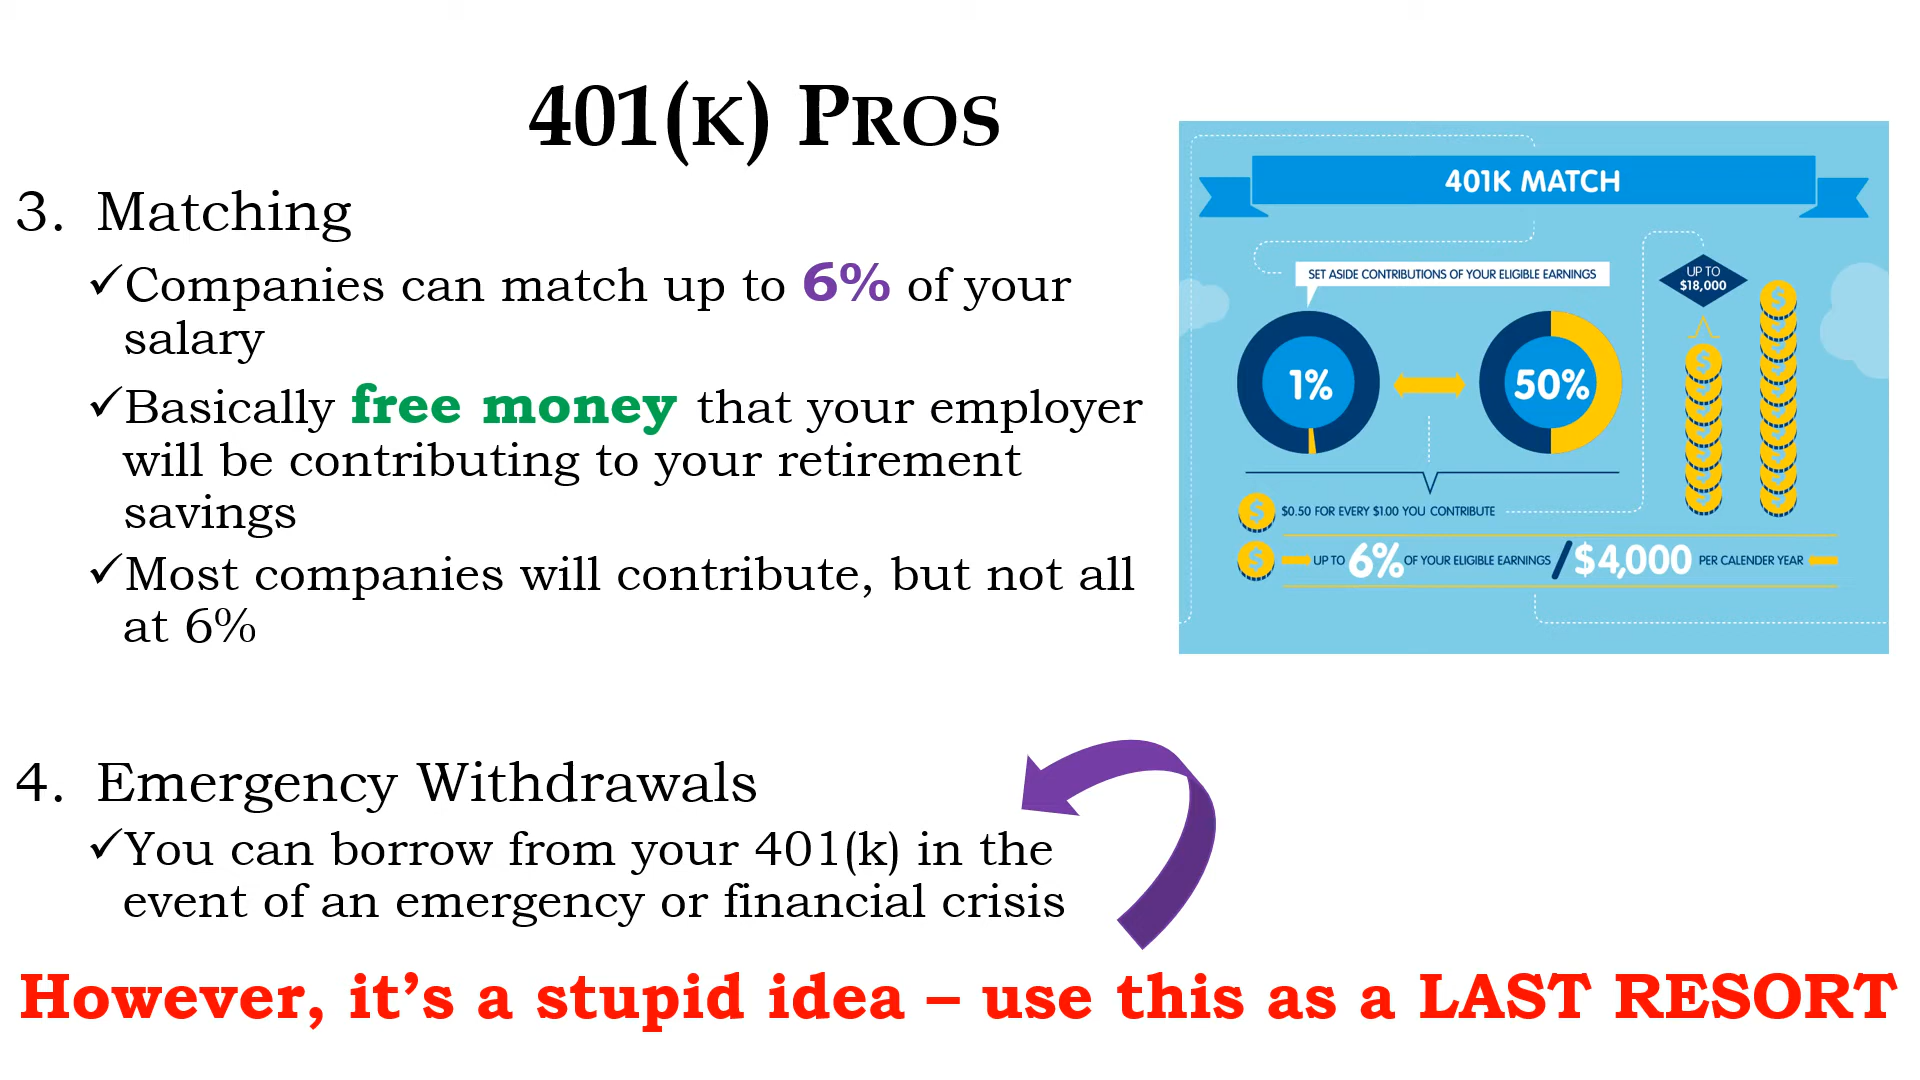 401(K) PROS
3. Matching
✓Companies can match up to 6% of your
salary
✓Basically free money that your employer
will be contributing to your retirement
savings
✓Most companies will contribute, but not all
at 6%
4. Emergency Withdrawals
✓You can borrow from your 401(k) in the
event of an emergency or financial crisis
However, it's a stupid idea – use this as a LAST RESORT
401K MATCH
SET ASIDE CONTRIBUTIONS OF YOUR ELIGIBLE EARNINGS
UP TO
$18,000
1%
50%
$0.50 FOR EVERY $1.00 YOU CONTRIBUTE
UP TO 6% OF YOUR ELIGIBLE EARNINGS / $4,000 PER CALENDER YEAR